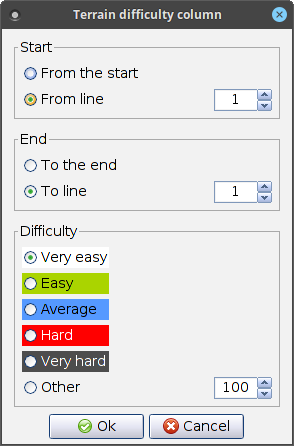 Terrain difficulty column
Start
From the start
From line 1
End
To the end
To line 1
Difficulty
Very easy
Easy
Average
Hard
Very hard
Other 100
Ok Cancel